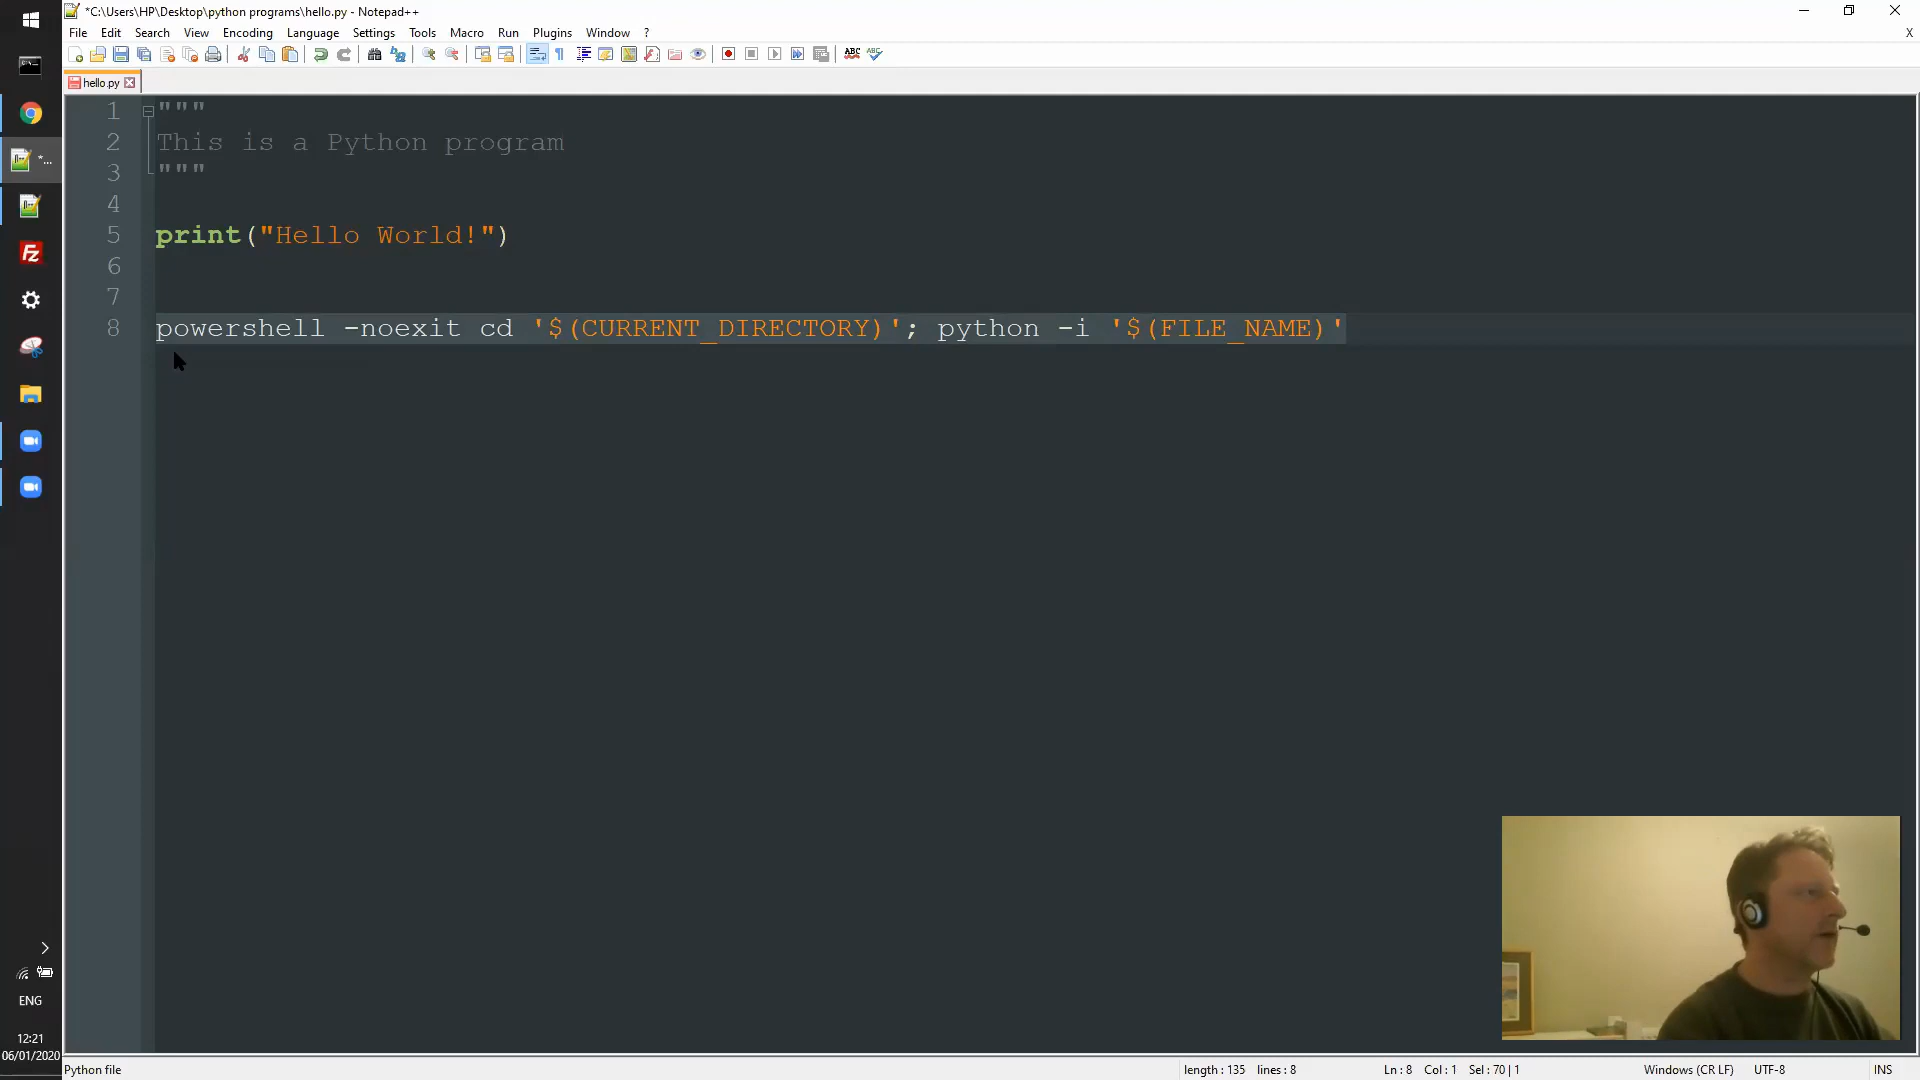 *C:\Users\HP\Desktop\python programs\hello.py - Notepad++
File Edit Search View Encoding Language Settings Tools Macro Run Plugins Window ? X
ABC ABC
hello.py
1 """
2 This is a Python program
3 """
4
5 print("Hello World!")
6
7
8 powershell -noexit cd '$(CURRENT_DIRECTORY)'; python -i '$(FILE_NAME)'
*...
Fz
ENG
12:21
06/01/2020
Python file length : 135 lines : 8 Ln : 8 Col : 1 Sel : 70 | 1 Windows (CR LF) UTF-8 INS